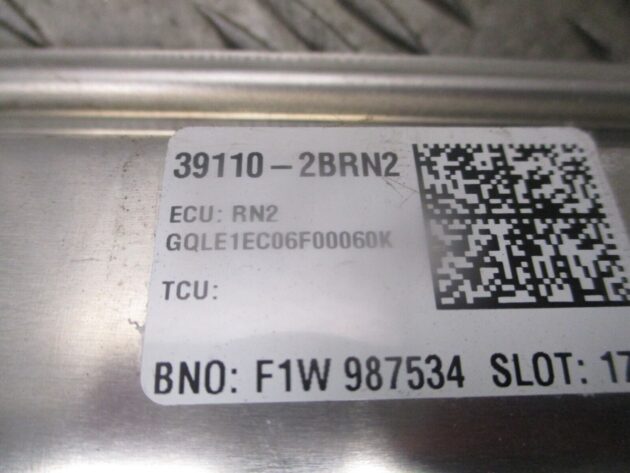 39110-2BRN2
ECU: RN2
GQLE1EC06F00060K
TCU:
BNO: F1W 987534 SLOT: 17